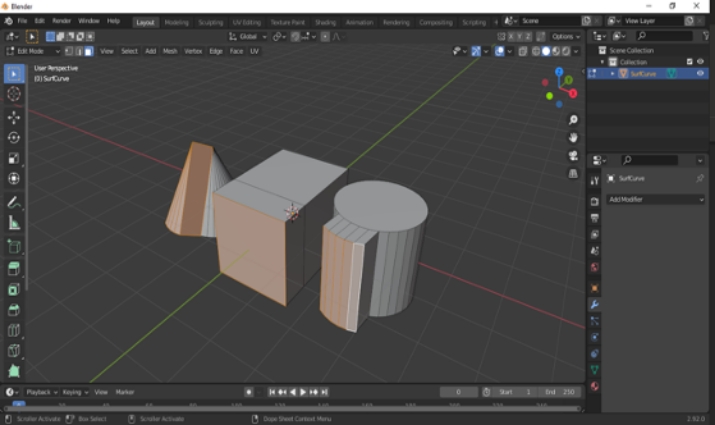 Blender
File Edit Render Window Help Layout Modeling Sculpting UV Editing Texture Paint Shading Animation Rendering Compositing Scripting Scene View Layer
Global Options
Edit Mode View Select Add Mesh Vertex Edge Face UV
X Y Z
User Perspective
(1) SurfCurve
Scene Collection
Collection
SurfCurve
SurfCurve
Add Modifier
Playback Keying View Marker 0 Start 1 End 250
Scroller Activate Box Select Scroller Activate Dope Sheet Context Menu 2.92.0